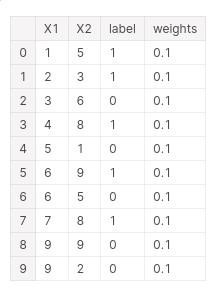 X1 X2 label weights
0 1 5 1 0.1
1 2 3 1 0.1
2 3 6 0 0.1
3 4 8 1 0.1
4 5 1 0 0.1
5 6 9 1 0.1
6 6 5 0 0.1
7 7 8 1 0.1
8 9 9 0 0.1
9 9 2 0 0.1